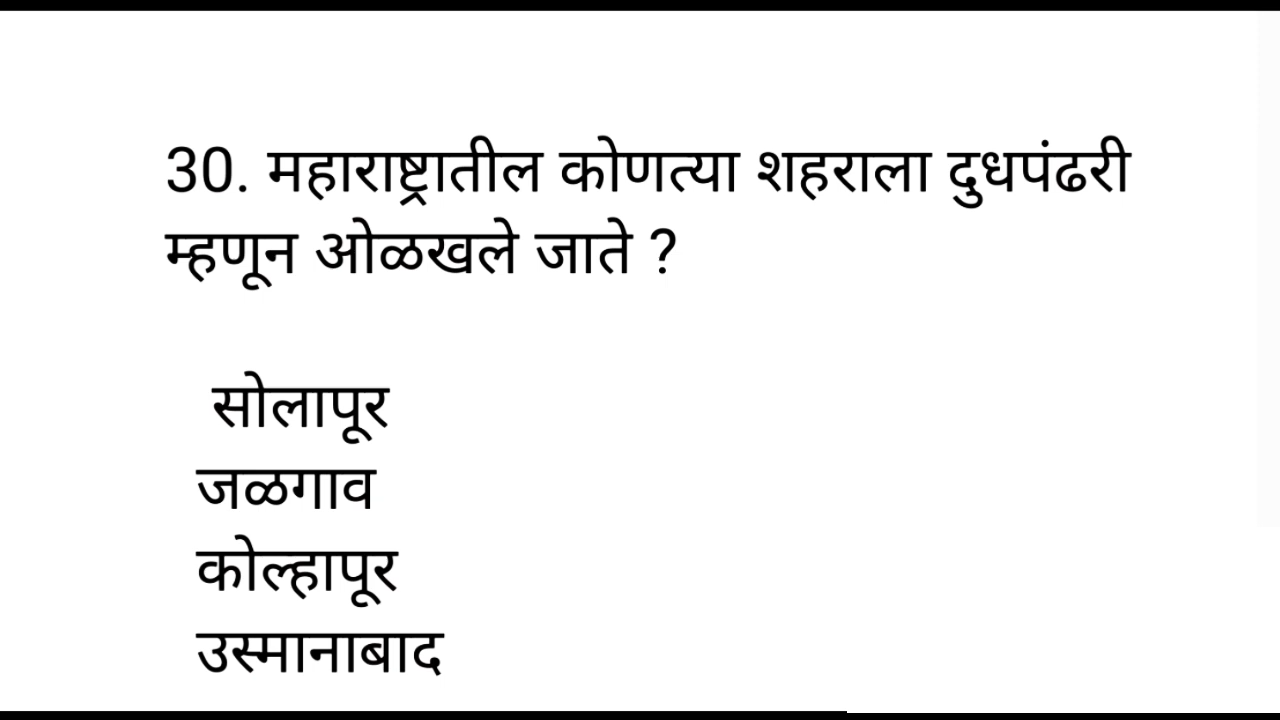 30. महाराष्ट्रातील कोणत्या शहराला दुधपंढरी
म्हणून ओळखले जाते ?
सोलापूर
जळगाव
कोल्हापूर
उस्मानाबाद